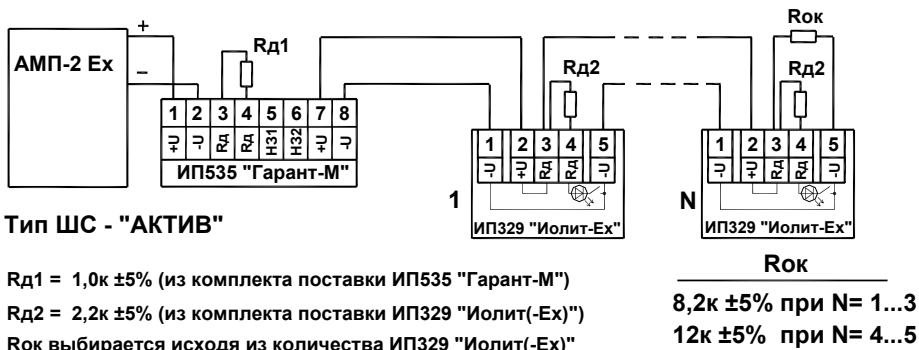 Rок
+
Rд1
АМП-2 Ex
Rд2
Rд2
–
1 2 3 4 5 6 7 8
+U -U Rд Rд НЗ1 НЗ2 +U -U
ИП535 "Гарант-М"
1 2 3 4 5
-U +U Rд Rд -U
1
ИП329 "Иолит-Ex"
1 2 3 4 5
-U +U Rд Rд -U
N
ИП329 "Иолит-Ex"
Тип ШС - "АКТИВ"
Rд1 = 1,0к ±5% (из комплекта поставки ИП535 "Гарант-М")
Rд2 = 2,2к ±5% (из комплекта поставки ИП329 "Иолит(-Ex)")
Rок выбирается исходя из количества ИП329 "Иолит(-Ex)"
Rок
8,2к ±5% при N= 1...3
12к ±5% при N= 4...5